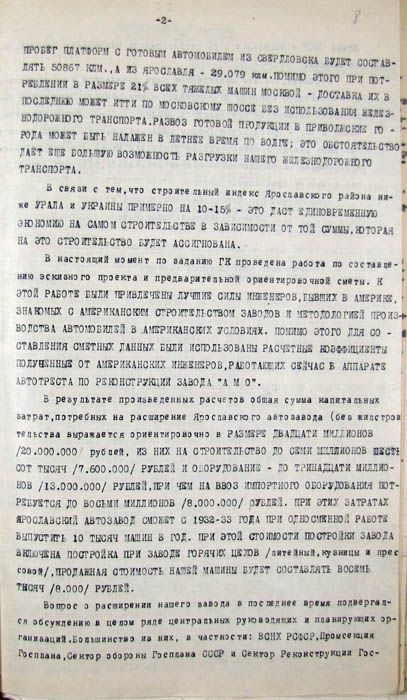 -2-
8
ПРОБЕГ ПЛАТФОРМ С ГОТОВЫМ АВТОМОБИЛЕМ ИЗ СВЕРДЛОВСКА БУДЕТ СОСТАВ-
ЛЯТЬ 50867 КЛМ.,А ИЗ ЯРОСЛАВЛЯ - 29.079 клм.ПОМИМО ЭТОГО ПРИ ПОТ-
РЕБЛЕНИИ В РАЗМЕРЕ 21% ВСЕХ ТЯЖЕЛЫХ МАШИН МОСКВОЙ - ДОСТАВКА ИХ В
ПОСЛЕДНЮЮ МОЖЕТ ИТТИ ПО МОСКОВСКОМУ ШОССЕ БЕЗ ИСПОЛЬЗОВАНИЯ ЖЕЛЕЗ-
НОДОРОЖНОГО ТРАНСПОРТА.РАЗВОЗ ГОТОВОЙ ПРОДУКЦИИ В ПРИВОЛЖСКИЕ ГО-
РОДА МОЖЕТ БЫТЬ НАЛАЖЕН В ЛЕТНЕЕ ВРЕМЯ ПО ВОЛГЕ; ЭТО ОБСТОЯТЕЛЬСТВО
ДАЕТ ЕЩЕ БОЛЬШУЮ ВОЗМОЖНОСТЬ РАЗГРУЗКИ НАШЕГО ЖЕЛЕЗНОДОРОЖНОГО
ТРАНСПОРТА.
В связи с тем,что строительный индекс Ярославского района ни-
же УРАЛА И УКРАИНЫ ПРИМЕРНО НА 10-15% - ЭТО ДАСТ ЕДИНОВРЕМЕННУЮ
ЭКОНОМИЮ НА САМОМ СТРОИТЕЛЬСТВЕ В ЗАВИСИМОСТИ ОТ ТОЙ СУММЫ,КОТОРАЯ
НА ЭТО СТРОИТЕЛЬСТВО БУДЕТ АССИГНОВАНА.
В настоящий момент по заданию ГК проведена работа по составле-
нию эскизного проекта и предварительной ориентировочной сметы. К
ЭТОЙ РАБОТЕ БЫЛИ ПРИВЛЕЧЕНЫ ЛУЧШИЕ СИЛЫ ИНЖЕНЕРОВ,БЫВШИХ В АМЕРИКЕ,
ЗНАКОМЫХ С АМЕРИКАНСКИМ СТРОИТЕЛЬСТВОМ ЗАВОДОВ И МЕТОДОЛОГИЕЙ ПРОИЗ-
ВОДСТВА АВТОМОБИЛЕЙ В АМЕРИКАНСКИХ УСЛОВИЯХ. ПОМИМО ЭТОГО ДЛЯ СО-
СТАВЛЕНИЯ СМЕТНЫХ ДАННЫХ БЫЛИ ИСПОЛЬЗОВАНЫ РАСЧЕТНЫЕ КОЭФФИЦИЕНТЫ
ПОЛУЧЕННЫЕ ОТ АМЕРИКАНСКИХ ИНЖЕНЕРОВ,РАБОТАЮЩИХ СЕЙЧАС В АППАРАТЕ
АВТОТРЕСТА ПО РЕКОНСТРУКЦИИ ЗАВОДА "А М О".
В результате произведенных расчетов общая сумма капитальных
затрат,потребных на расширение Ярославского автозавода (без жилстрои
тельства выражается ориентировочно в РАЗМЕРЕ ДВАДЦАТИ МИЛЛИОНОВ
/20.000.000/ рублей, ИЗ НИХ НА СТРОИТЕЛЬСТВО ДО СЕМИ МИЛЛИОНОВ ШЕСТЬ
СОТ ТЫСЯЧ /7.600.000/ РУБЛЕЙ И ОБОРУДОВАНИЕ - ДО ТРИНАДЦАТИ МИЛЛИО-
НОВ /13.000.000/ РУБЛЕЙ,ПРИ ЧЕМ НА ВВОЗ ИМПОРТНОГО ОБОРУДОВАНИЯ ПОТ-
РЕБУЕТСЯ ДО ВОСЬМИ МИЛЛИОНОВ /8.000.000/ РУБЛЕЙ. ПРИ ЭТИХ ЗАТРАТАХ
ЯРОСЛАВСКИЙ АВТОЗАВОД СМОЖЕТ С 1932-33 ГОДА ПРИ ОДНОСМЕННОЙ РАБОТЕ
ВЫПУСТИТЬ 10 ТЫСЯЧ МАШИН В ГОД. ПРИ ЭТОЙ СТОИМОСТИ ПОСТРОЙКИ ЗАВОДА
ВКЛЮЧЕНА ПОСТРОЙКА ПРИ ЗАВОДЕ ГОРЯЧИХ ЦЕХОВ /литейный,кузницы и прес
совой/,ПРОДАЖНАЯ СТОИМОСТЬ НАШЕЙ МАШИНЫ БУДЕТ СОСТАВЛЯТЬ ВОСЕМЬ
ТЫСЯЧ /8.000/ РУБЛЕЙ.
Вопрос о расширении нашего завода в последнее время подвергал-
ся обсуждению в целом ряде центральных руководящих и планирующих ор-
ганизаций.Большинство из них, в частности: ВСНХ РСФСР,Промсекция
Госплана,Сектор обороны Госплана СССР и Сектор Реконструкции Гос-